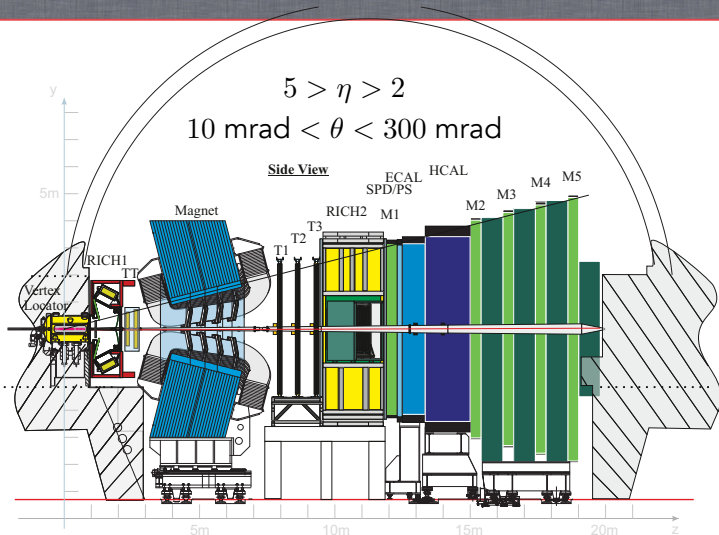 5 > η > 2
10 mrad < θ < 300 mrad
y
Side View
ECAL
HCAL
SPD/PS
M1
M2
M3
M4
M5
5m
Magnet
RICH2
T1
T2
T3
RICH1
TT
Vertex
Locator
5m
10m
15m
20m
z